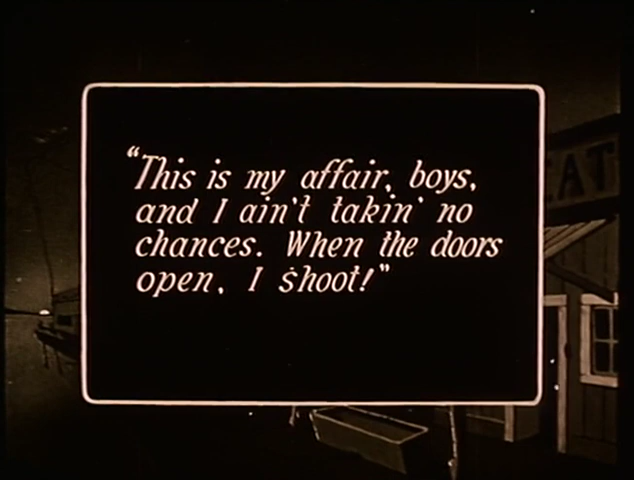 "This is my affair, boys,
and I ain't takin' no
chances. When the doors
open, I shoot!"
EAT